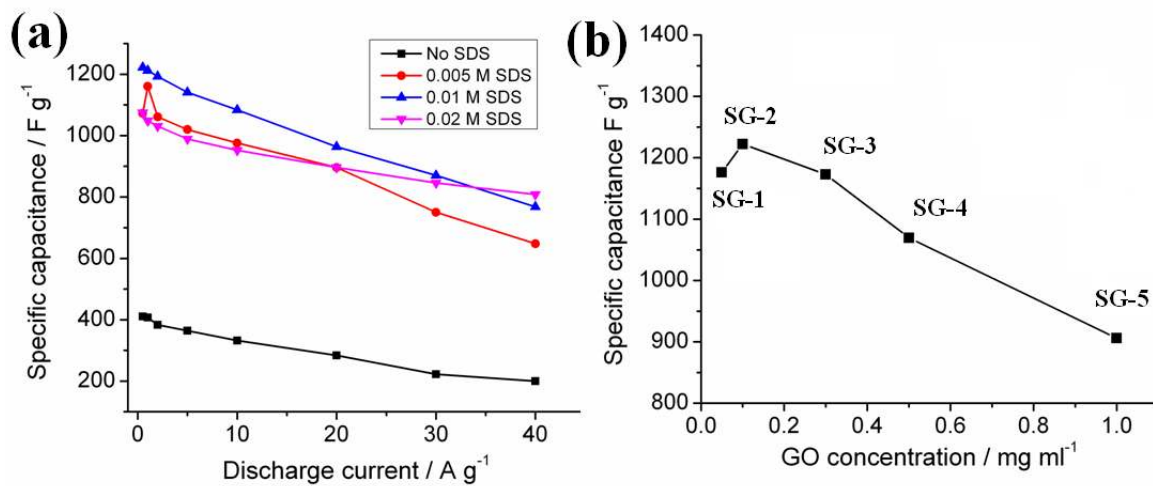 (a)
Specific capacitance / F g-1
1200
1000
800
600
400
200
0
10
20
30
40
Discharge current / A g-1
No SDS
0.005 M SDS
0.01 M SDS
0.02 M SDS
(b)
Specific capacitance F g-1
1400
1300
1200
1100
1000
900
800
0.0
0.2
0.4
0.6
0.8
1.0
GO concentration / mg ml-1
SG-1
SG-2
SG-3
SG-4
SG-5